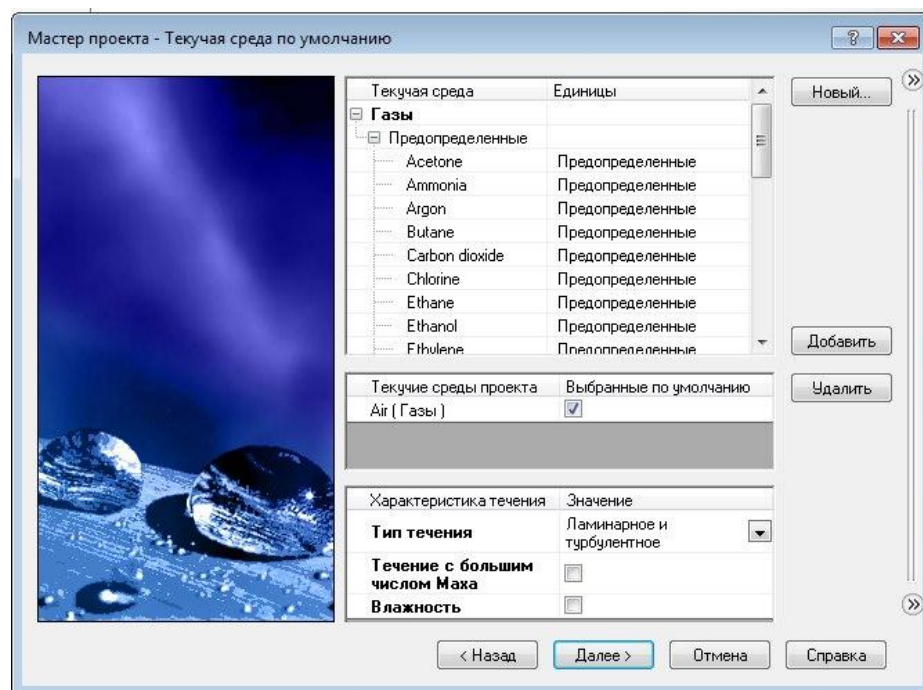 Мастер проекта - Текучая среда по умолчанию
Текучая среда Единицы
Новый...
Газы
Предопределенные
Acetone Предопределенные
Ammonia Предопределенные
Argon Предопределенные
Butane Предопределенные
Carbon dioxide Предопределенные
Chlorine Предопределенные
Ethane Предопределенные
Ethanol Предопределенные
Ethylene Предопределенные
Добавить
Текучие среды проекта Выбранные по умолчанию
Удалить
Air ( Газы )
Характеристика течения Значение
Тип течения Ламинарное и
турбулентное
Течение с большим
числом Маха
Влажность
< Назад Далее > Отмена Справка